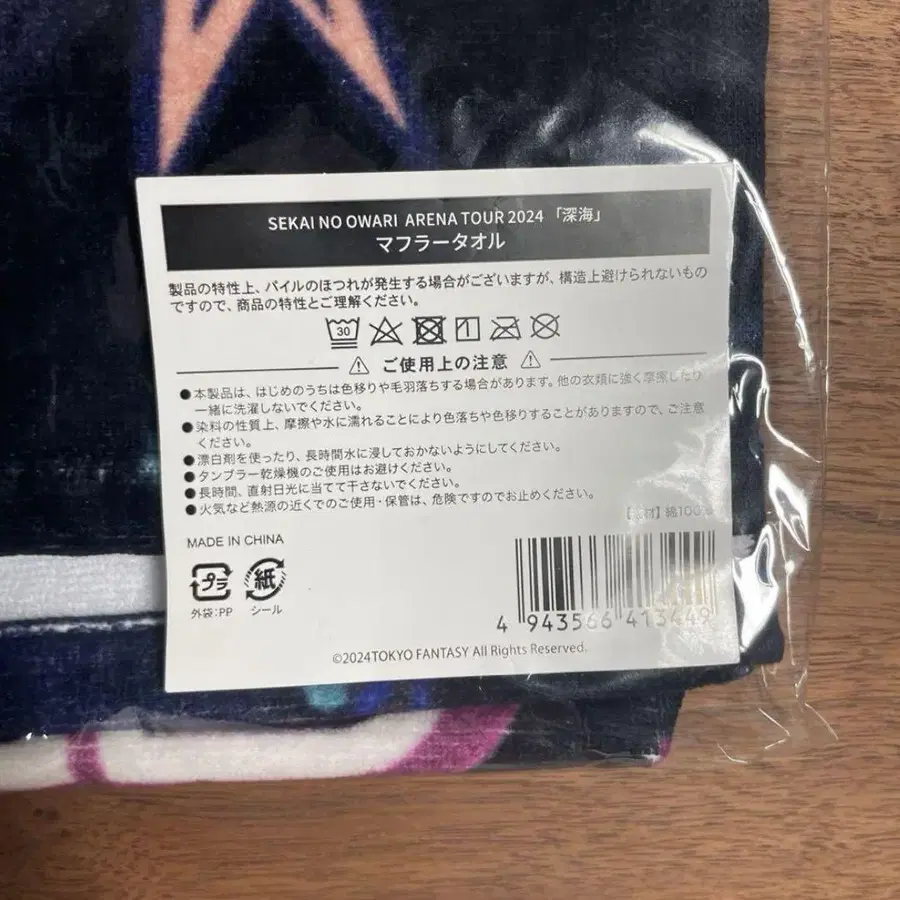 SEKAI NO OWARI ARENA TOUR 2024 「深海」
マフラータオル
製品の特性上、パイルのほつれが発生する場合がございますが、構造上避けられないもの
ですので、商品の特性とご理解ください。
30
ご使用上の注意
●本製品は、はじめのうちは色移りや毛羽落ちする場合があります。他の衣類に強く摩擦したり
一緒に洗濯しないでください。
●染料の性質上、摩擦や水に濡れることにより色落ちや色移りすることがありますので、ご注意
ください。
●漂白剤を使ったり、長時間水に浸しておかないようにしてください。
●タンブラー乾燥機のご使用はお避けください。
●長時間、直射日光に当てて干さないでください。
●火気など熱源の近くでのご使用・保管は、危険ですのでお止めください。
【素材】綿100%
MADE IN CHINA
プラ 紙
外袋:PP シール
4 943566 413449
©2024TOKYO FANTASY All Rights Reserved.